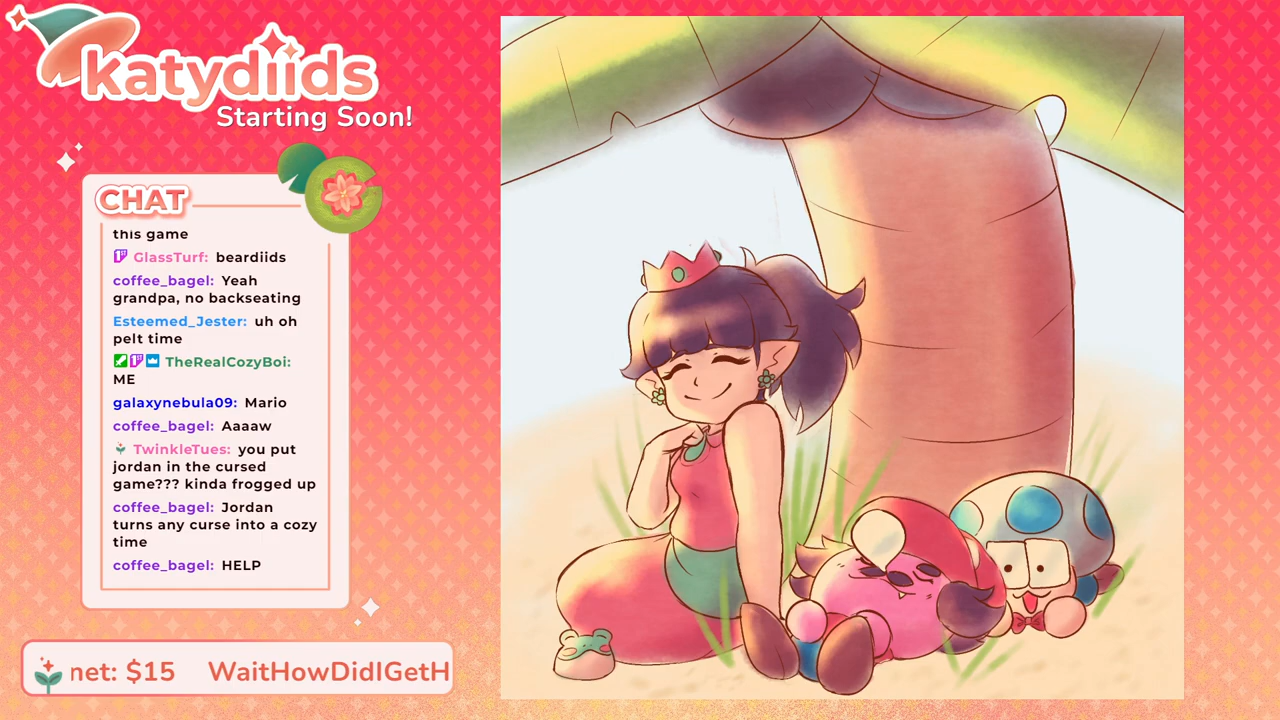 katydiids
Starting Soon!
CHAT
this game
GlassTurf: beardiids
coffee_bagel: Yeah
grandpa, no backseating
Esteemed_Jester: uh oh
pelt time
TheRealCozyBoi:
ME
galaxynebula09: Mario
coffee_bagel: Aaaaw
TwinkleTues: you put
jordan in the cursed
game??? kinda frogged up
coffee_bagel: Jordan
turns any curse into a cozy
time
coffee_bagel: HELP
net: $15 WaitHowDidIGetH